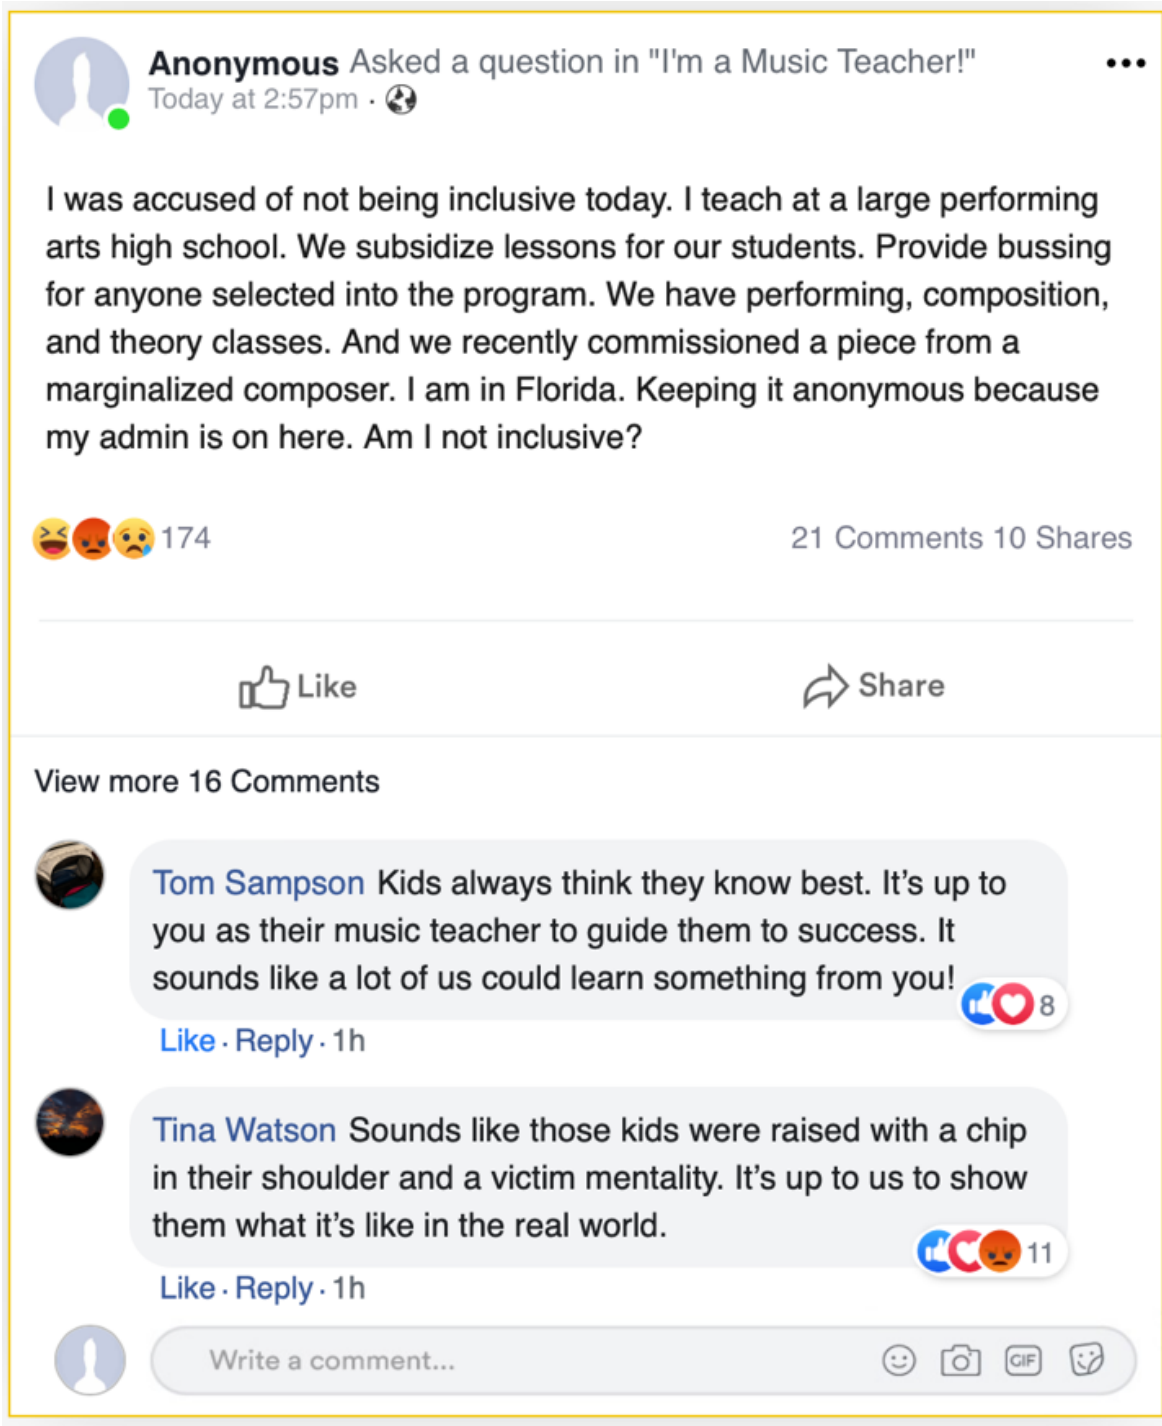 Anonymous Asked a question in "I'm a Music Teacher!"
Today at 2:57pm ·
I was accused of not being inclusive today. I teach at a large performing
arts high school. We subsidize lessons for our students. Provide bussing
for anyone selected into the program. We have performing, composition,
and theory classes. And we recently commissioned a piece from a
marginalized composer. I am in Florida. Keeping it anonymous because
my admin is on here. Am I not inclusive?
174
21 Comments 10 Shares
Like
Share
View more 16 Comments
Tom Sampson Kids always think they know best. It’s up to
you as their music teacher to guide them to success. It
sounds like a lot of us could learn something from you!
8
Like · Reply · 1h
Tina Watson Sounds like those kids were raised with a chip
in their shoulder and a victim mentality. It’s up to us to show
them what it’s like in the real world.
11
Like · Reply · 1h
Write a comment...
GIF